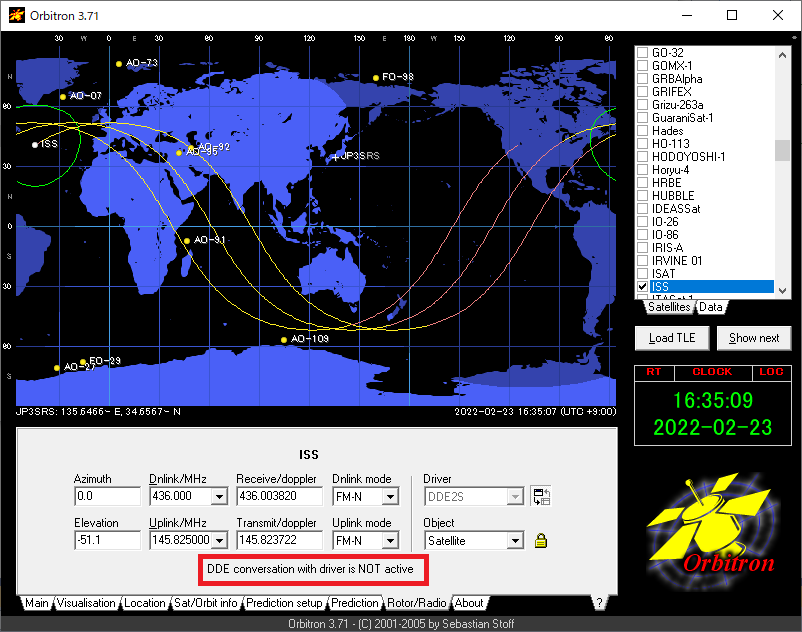 Orbitron 3.71
30 W 0 E 30 60 90 120 150 E 180 W 150 120 90 60
N
60
30
0
S
30
60
S
AO-73
FO-98
AO-07
ISS
AO-92
AO-95
JP3SRS
AO-91
AO-109
FO-29
AO-27
JP3SRS: 135.6466~ E, 34.6567~ N
2022-02-23 16:35:07 (UTC +9:00)
GO-32
GOMX-1
GRBAlpha
GRIFEX
Grizu-263a
GuaraniSat-1
Hades
HO-113
HODOYOSHI-1
Horyu-4
HRBE
HUBBLE
IDEASSat
IO-26
IO-86
IRIS-A
IRVINE 01
ISAT
ISS
ITASat-1
Satellites Data
Load TLE Show next
RT CLOCK LOC
16:35:09
2022-02-23
Orbitron
ISS
Azimuth Dnlink/MHz Receive/doppler Dnlink mode Driver
0.0 436.000 436.003820 FM-N DDE2S
Elevation Uplink/MHz Transmit/doppler Uplink mode Object
-51.1 145.825000 145.823722 FM-N Satellite
DDE conversation with driver is NOT active
Main Visualisation Location Sat/Orbit info Prediction setup Prediction Rotor/Radio About ?
Orbitron 3.71 - (C) 2001-2005 by Sebastian Stoff